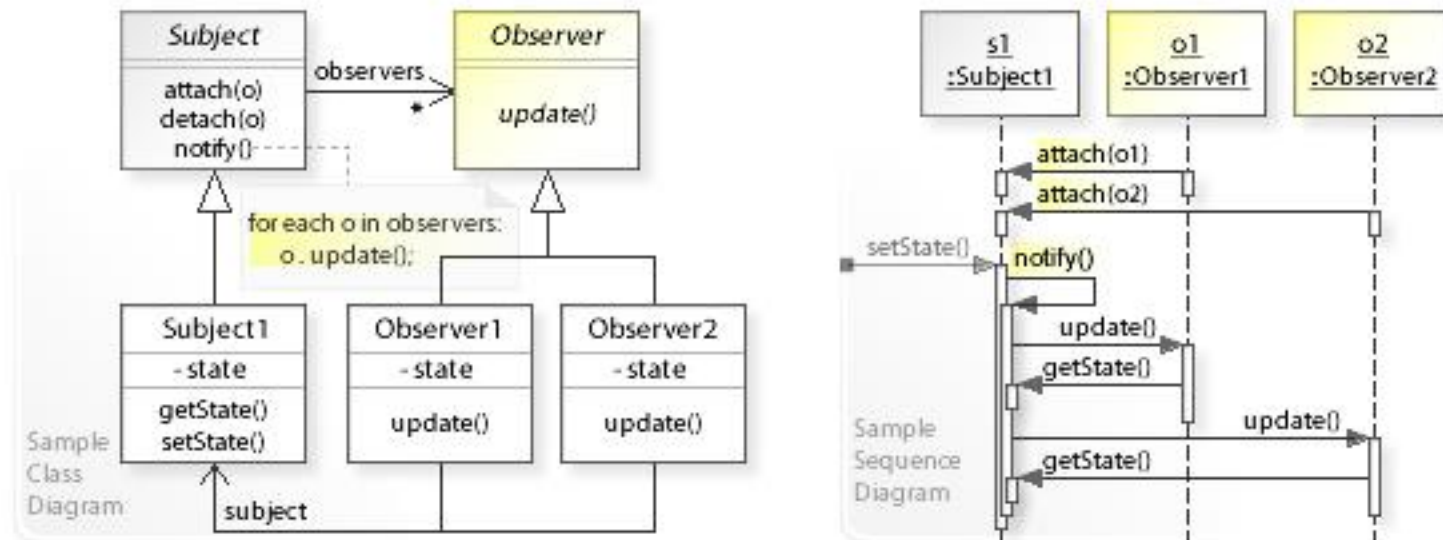 Subject
attach(o)
detach(o)
notify()
observers
*
Observer
update()
for each o in observers:
o . update();
Subject1
- state
getState()
setState()
Observer1
- state
update()
Observer2
- state
update()
subject
Sample
Class
Diagram
s1
:Subject1
o1
:Observer1
o2
:Observer2
attach(o1)
attach(o2)
setState()
notify()
update()
getState()
update()
getState()
Sample
Sequence
Diagram